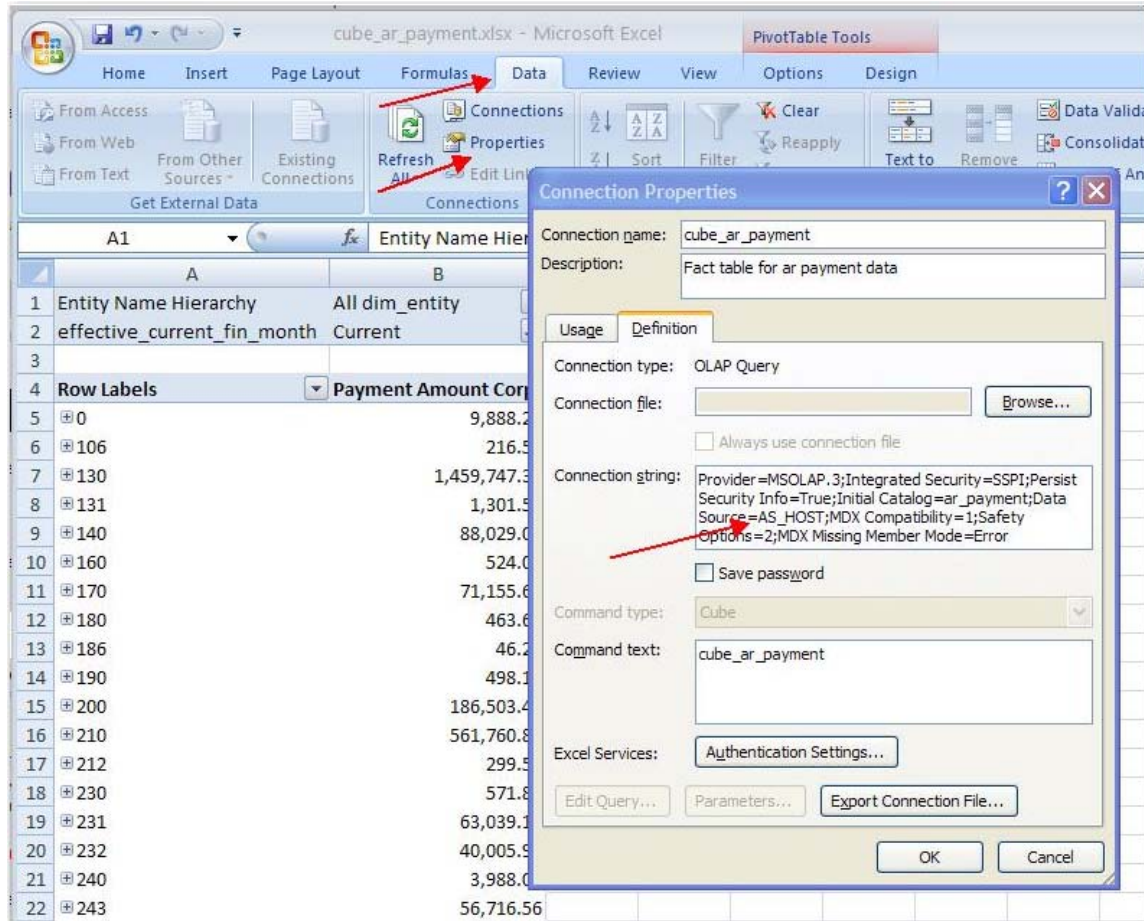 cube_ar_payment.xlsx - Microsoft Excel
PivotTable Tools
Home Insert Page Layout Formulas Data Review View Options Design
From Access
From Web
From Text
From Other Sources
Existing Connections
Get External Data
Refresh All
Connections
Properties
Edit Lin
Connections
Sort
Filter
Clear
Reapply
Text to
Remove
Data Valida
Consolidat
An
A1
fx
Entity Name Hier
A B
1 Entity Name Hierarchy All dim_entity
2 effective_current_fin_month Current
3
4 Row Labels Payment Amount Corp
5 0 9,888.2
6 106 216.5
7 130 1,459,747.3
8 131 1,301.5
9 140 88,029.0
10 160 524.0
11 170 71,155.6
12 180 463.6
13 186 46.2
14 190 498.1
15 200 186,503.4
16 210 561,760.8
17 212 299.5
18 230 571.8
19 231 63,039.1
20 232 40,005.9
21 240 3,988.0
22 243 56,716.56
Connection Properties
Connection name: cube_ar_payment
Description: Fact table for ar payment data
Usage Definition
Connection type: OLAP Query
Connection file:
Browse...
Always use connection file
Connection string:
Provider=MSOLAP.3;Integrated Security=SSPI;Persist
Security Info=True;Initial Catalog=ar_payment;Data
Source=AS_HOST;MDX Compatibility=1;Safety
Options=2;MDX Missing Member Mode=Error
Save password
Command type: Cube
Command text: cube_ar_payment
Excel Services: Authentication Settings...
Edit Query... Parameters... Export Connection File...
OK Cancel